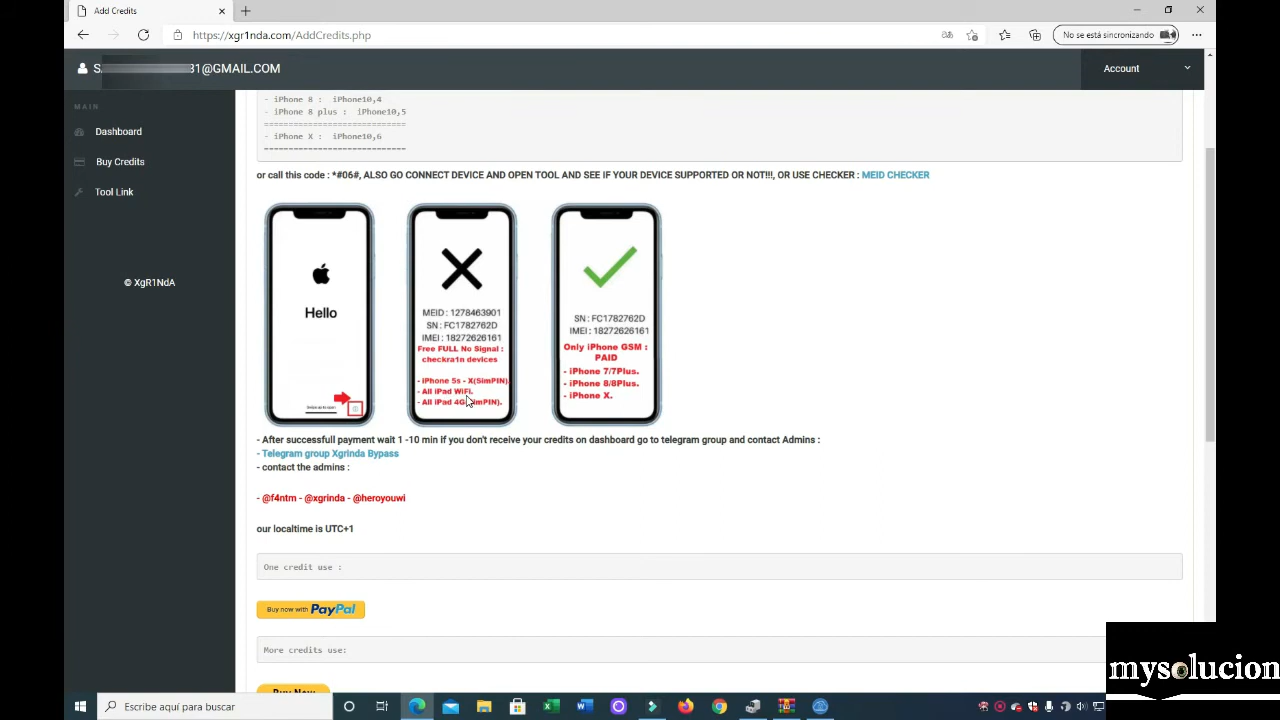 Add Credits
https://xgr1nda.com/AddCredits.php
No se está sincronizando
31@GMAIL.COM
Account
MAIN
Dashboard
Buy Credits
Tool Link
© XgR1NdA
- iPhone 8 : iPhone10,4
- iPhone 8 plus : iPhone10,5
=============================
- iPhone X : iPhone10,6
-----------------------------
or call this code : *#06#, ALSO GO CONNECT DEVICE AND OPEN TOOL AND SEE IF YOUR DEVICE SUPPORTED OR NOT!!!, OR USE CHECKER : MEID CHECKER
Hello
MEID : 1278463901
SN : FC1782762D
IMEI : 18272626161
Free FULL No Signal :
checkra1n devices
- iPhone 5s - X(SimPIN).
- All iPad WiFi.
- All iPad 4G(SimPIN).
SN : FC1782762D
IMEI : 18272626161
Only iPhone GSM :
PAID
- iPhone 7/7Plus.
- iPhone 8/8Plus.
- iPhone X.
- After successfull payment wait 1 -10 min if you don't receive your credits on dashboard go to telegram group and contact Admins :
- Telegram group Xgrinda Bypass
- contact the admins :
- @f4ntm - @xgrinda - @heroyouwi
our localtime is UTC+1
One credit use :
Buy now with PayPal
More credits use:
Buy Now
Escribe aquí para buscar
mysolucion